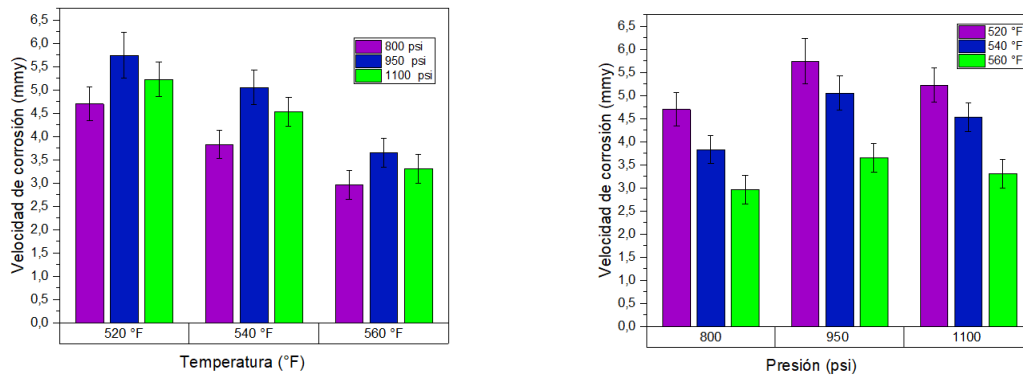 6,5
6,0
5,5
5,0
4,5
4,0
3,5
3,0
2,5
2,0
1,5
1,0
0,5
0,0
Velocidad de corrosión (mmy)
800 psi
950 psi
1100 psi
520 °F 540 °F 560 °F
Temperatura (°F)
6,5
6,0
5,5
5,0
4,5
4,0
3,5
3,0
2,5
2,0
1,5
1,0
0,5
0,0
Velocidad de corrosión (mmy)
520 °F
540 °F
560 °F
800 950 1100
Presión (psi)